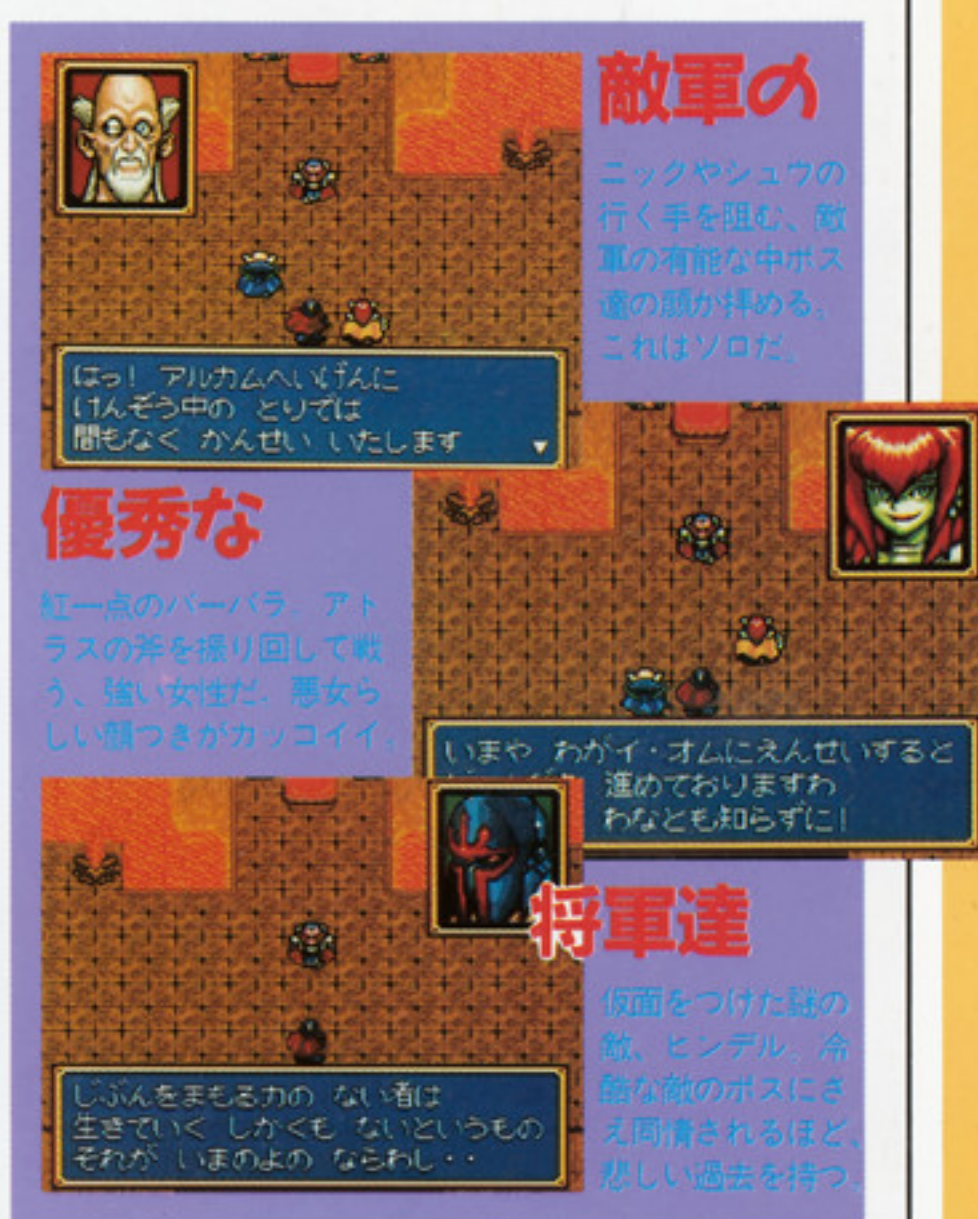 敵軍の
ニックやシュウの
行く手を阻む、敵
軍の有能な中ボス
達の顔が拝める。
これはソロだ。
はっ! アルカムへいげんに
けんぞう中の とりでは
間もなく かんせい いたします
優秀な
紅一点のバーバラ。アト
ラスの斧を振り回して戦
う、強い女性だ。悪女ら
しい顔つきがカッコイイ。
いまや わがイ・オムにえんせいすると
進めておりますわ
わなとも知らずに!
将軍達
仮面をつけた謎の
敵、ヒンデル。冷
酷な敵のボスにさ
え同情されるほど、
悲しい過去を持つ。
じぶんをまもる力の ない者は
生きていく しかくも ないというもの
それが いまのよの ならわし・・